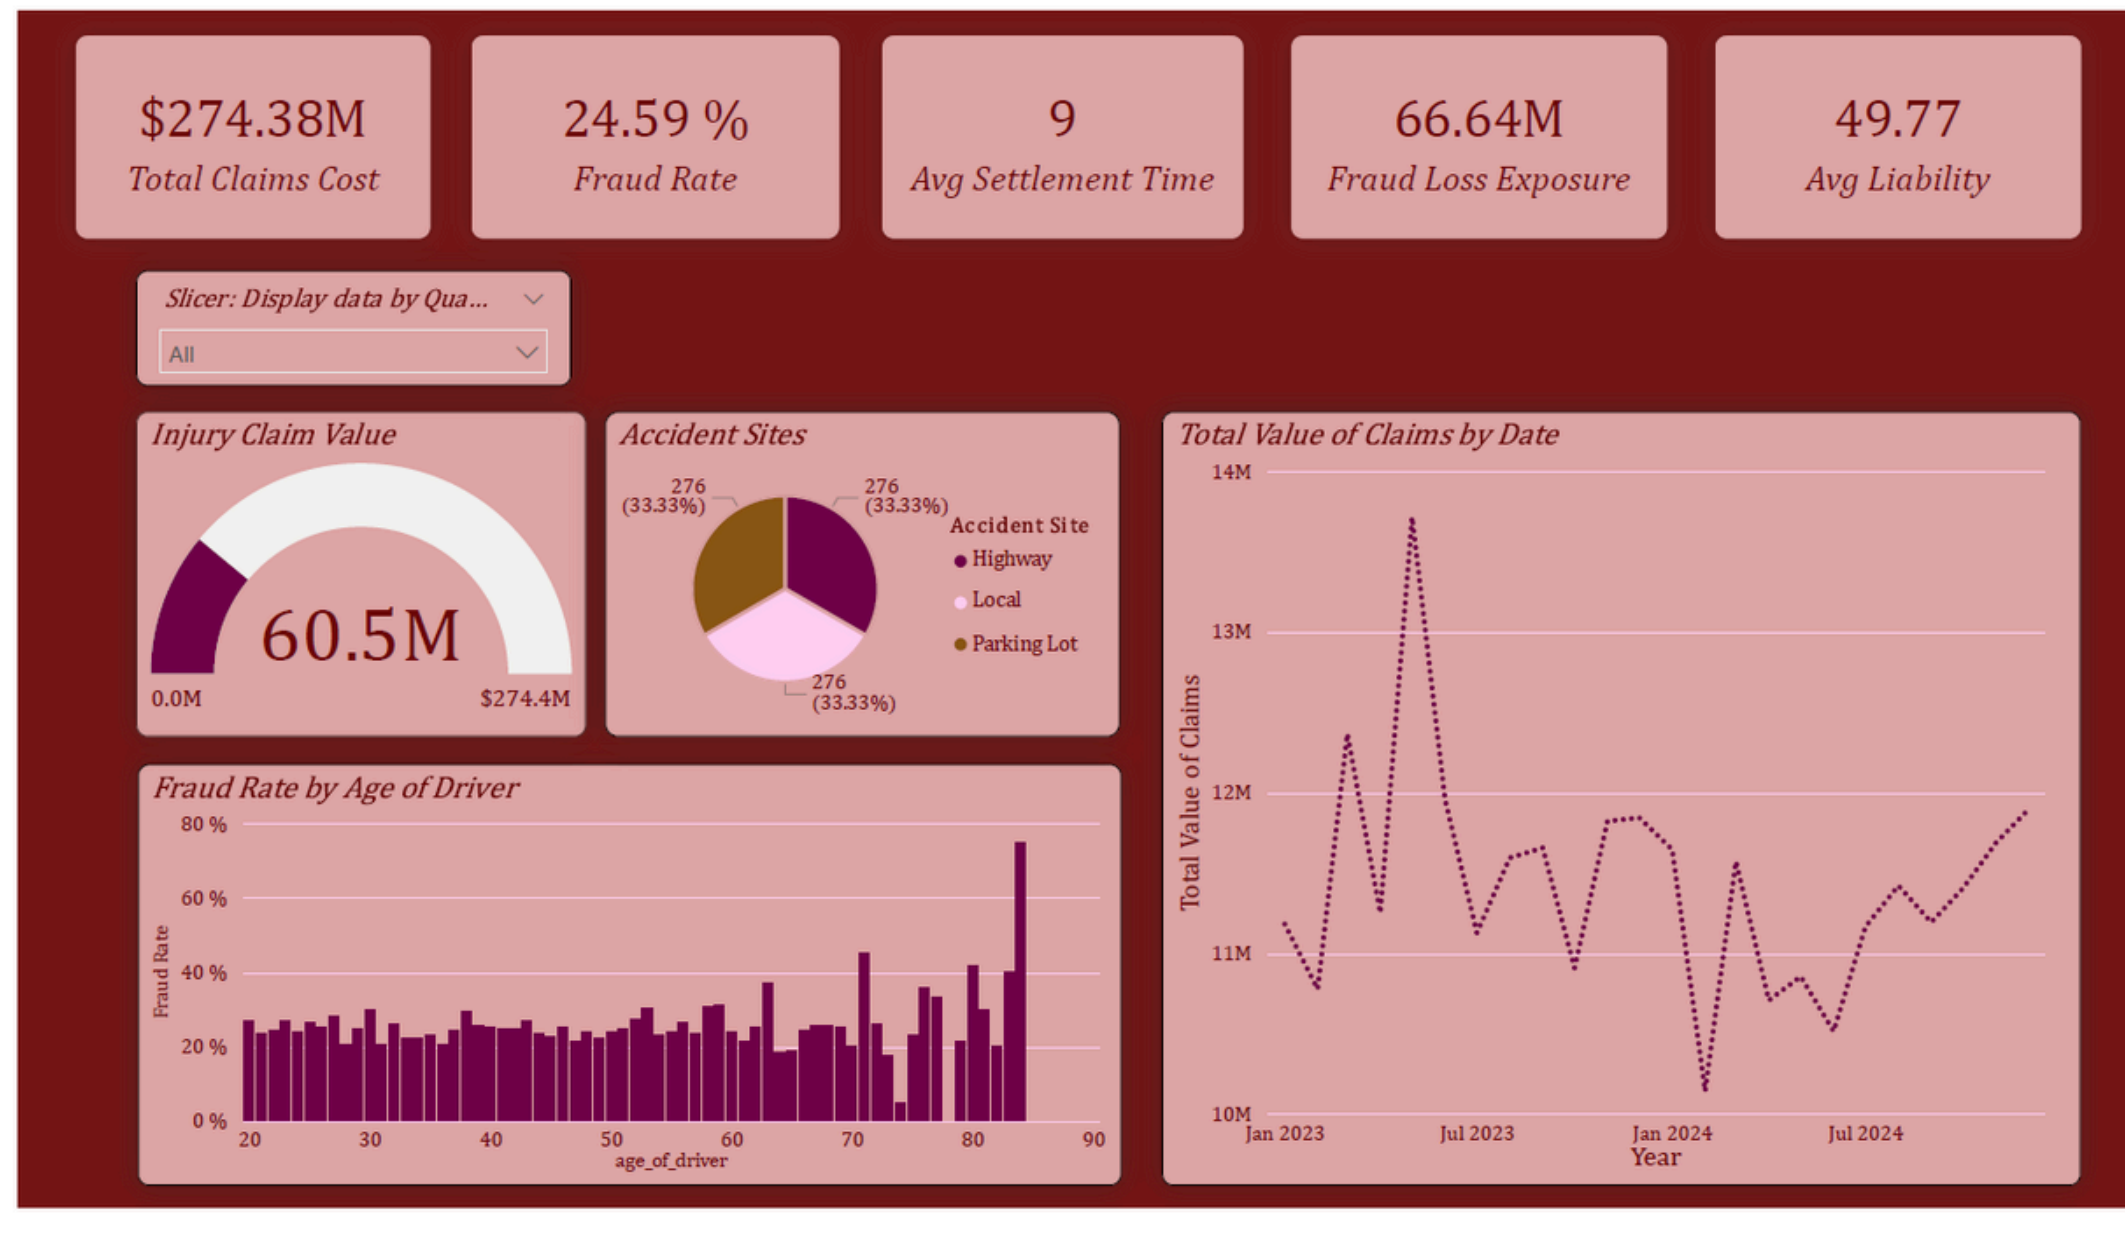 $274.38M
Total Claims Cost
24.59 %
Fraud Rate
9
Avg Settlement Time
66.64M
Fraud Loss Exposure
49.77
Avg Liability
Slicer: Display data by Qua...
All
Injury Claim Value
60.5M
0.0M
$274.4M
Accident Sites
276
(33.33%)
276
(33.33%)
276
(33.33%)
Accident Site
Highway
Local
Parking Lot
Fraud Rate by Age of Driver
Fraud Rate
80 %
60 %
40 %
20 %
0 %
20
30
40
50
60
70
80
90
age_of_driver
Total Value of Claims by Date
Total Value of Claims
14M
13M
12M
11M
10M
Jan 2023
Jul 2023
Jan 2024
Jul 2024
Year